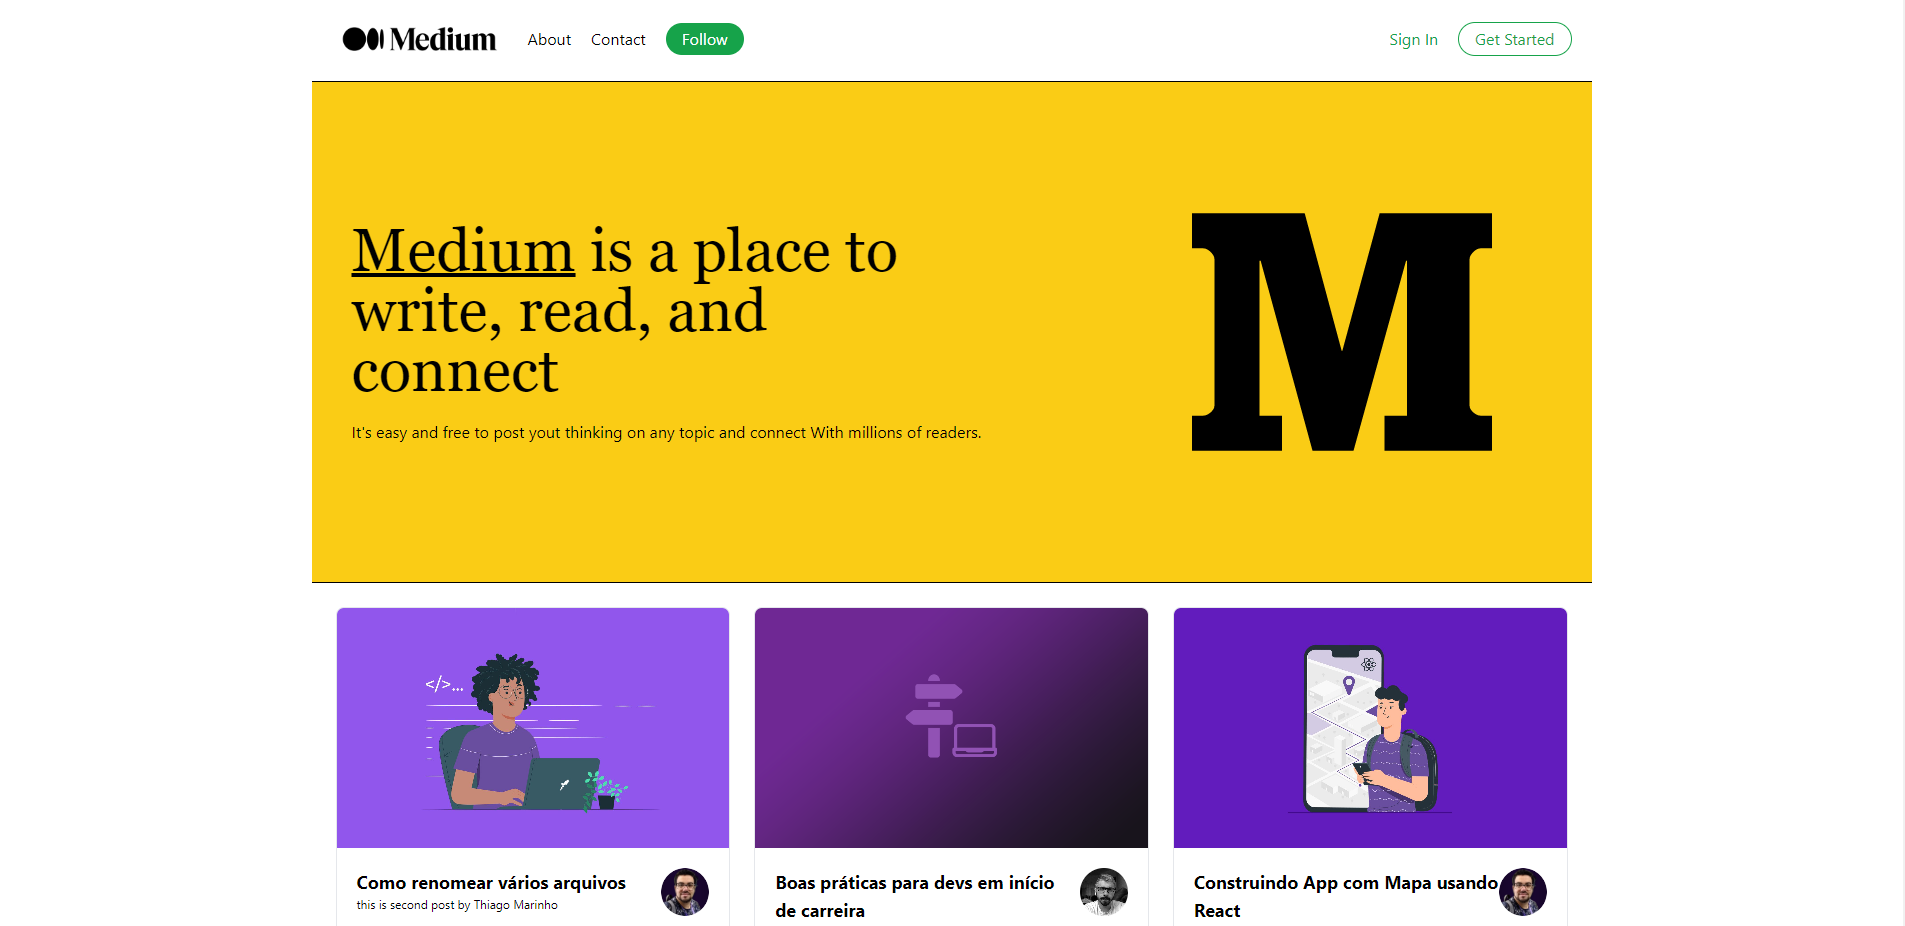 Medium About Contact Follow Sign In Get Started
Medium is a place to
write, read, and
connect
It's easy and free to post yout thinking on any topic and connect With millions of readers.
M
</>...
Como renomear vários arquivos
this is second post by Thiago Marinho
Boas práticas para devs em início
de carreira
Construindo App com Mapa usando
React